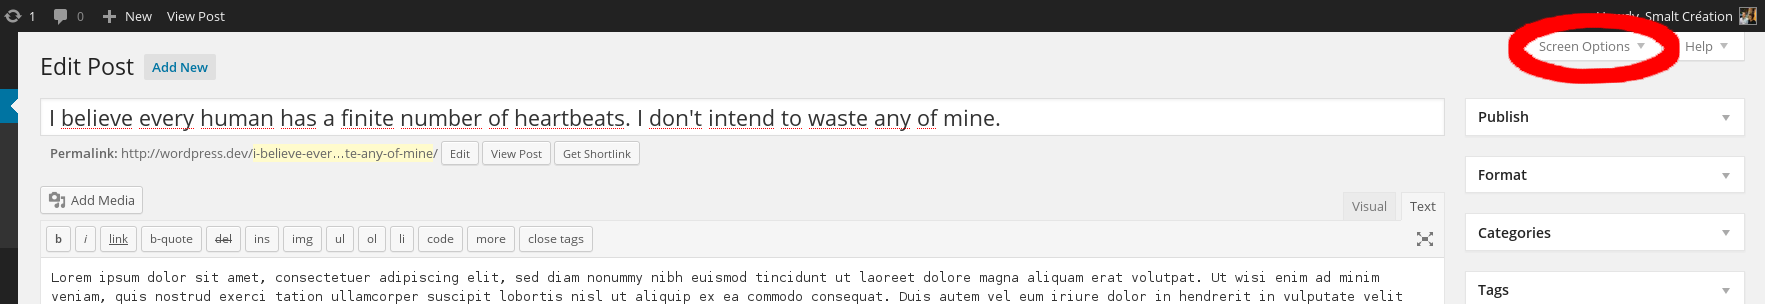 1 0 New View Post Smalt Création
Screen Options Help
Edit Post Add New
I believe every human has a finite number of heartbeats. I don't intend to waste any of mine.
Publish
Permalink: http://wordpress.dev/i-believe-ever…te-any-of-mine/ Edit View Post Get Shortlink
Format
Add Media
Visual Text
Categories
b i link b-quote del ins img ul ol li code more close tags
Lorem ipsum dolor sit amet, consectetuer adipiscing elit, sed diam nonummy nibh euismod tincidunt ut laoreet dolore magna aliquam erat volutpat. Ut wisi enim ad minim
Tags
veniam, quis nostrud exerci tation ullamcorper suscipit lobortis nisl ut aliquip ex ea commodo consequat. Duis autem vel eum iriure dolor in hendrerit in vulputate velit